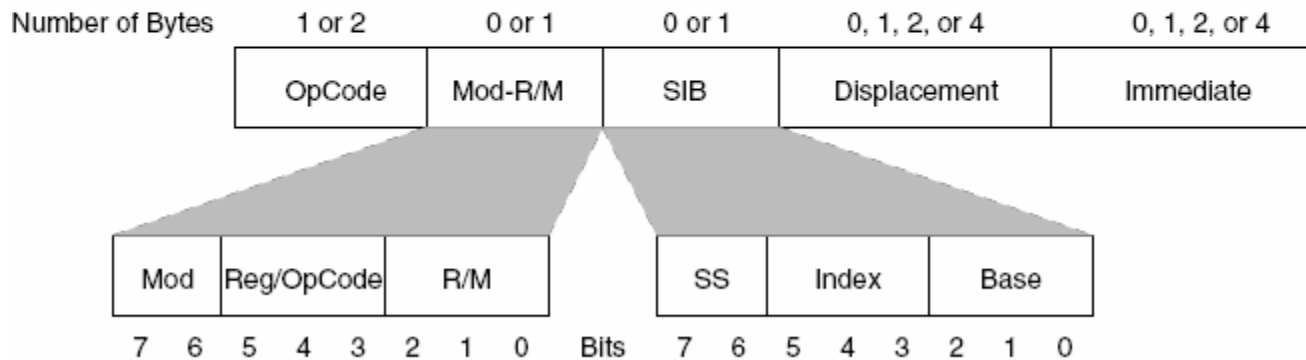 Number of Bytes 1 or 2 0 or 1 0 or 1 0, 1, 2, or 4 0, 1, 2, or 4
OpCode Mod-R/M SIB Displacement Immediate
Mod Reg/OpCode R/M SS Index Base
7 6 5 4 3 2 1 0 Bits 7 6 5 4 3 2 1 0